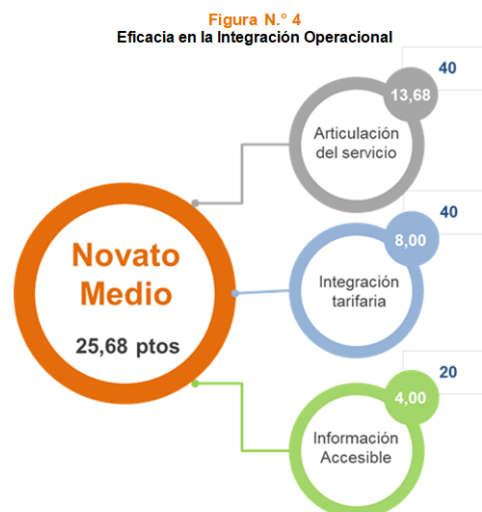 Figura N.° 4
Eficacia en la Integración Operacional
40
13,68
Articulación
del servicio
40
8,00
Integración
tarifaria
Novato
Medio
25,68 ptos
20
4,00
Información
Accesible